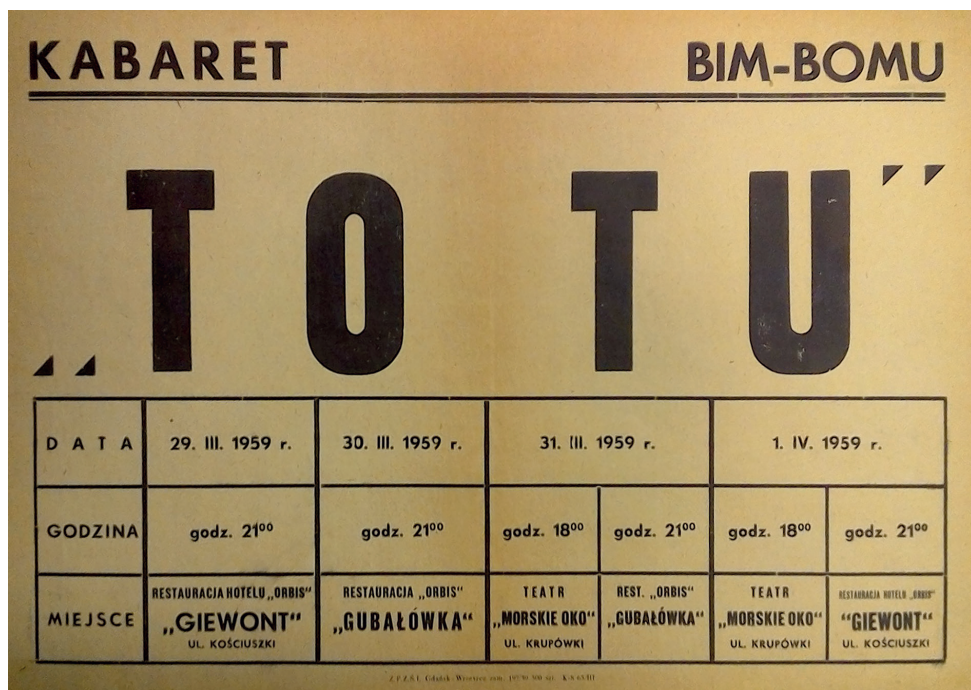 KABARET BIM-BOMU
„TO TU”
DATA 29. III. 1959 r. 30. III. 1959 r. 31. III. 1959 r. 1. IV. 1959 r.
GODZINA godz. 21⁰⁰ godz. 21⁰⁰ godz. 18⁰⁰ godz. 21⁰⁰ godz. 18⁰⁰ godz. 21⁰⁰
MIEJSCE
RESTAURACJA HOTELU „ORBIS“
„GIEWONT“
UL. KOŚCIUSZKI
RESTAURACJA „ORBIS“
„GUBAŁÓWKA“
TEATR
„MORSKIE OKO“
UL. KRUPÓWKI
REST. „ORBIS“
„GUBAŁÓWKA“
TEATR
„MORSKIE OKO“
UL. KRUPÓWKI
RESTAURACJA HOTELU „ORBIS“
“GIEWONT“
UL. KOŚCIUSZKI
Gdańsk-Wrzeszcz